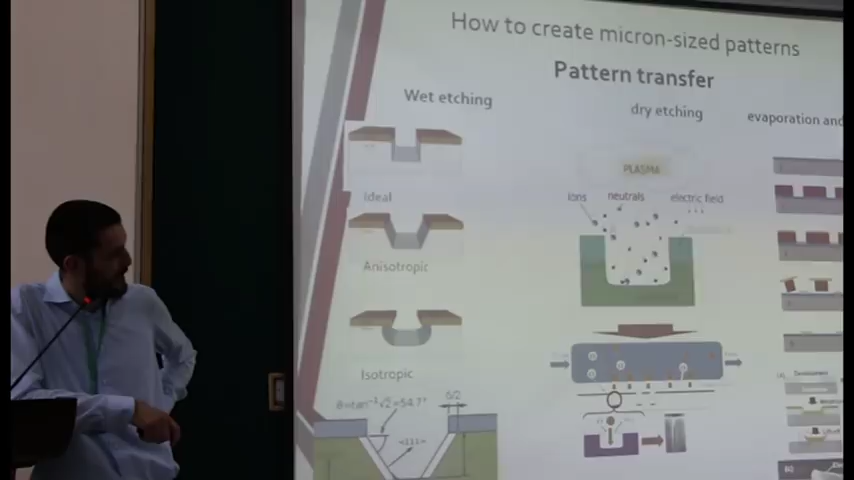 How to create micron-sized patterns
Pattern transfer
Wet etching
dry etching
evaporation and
PLASMA
Ideal
ions
neutrals
electric field
Anisotropic
Isotropic
θ=tan⁻¹√2=54.7°
δ/2
<111>